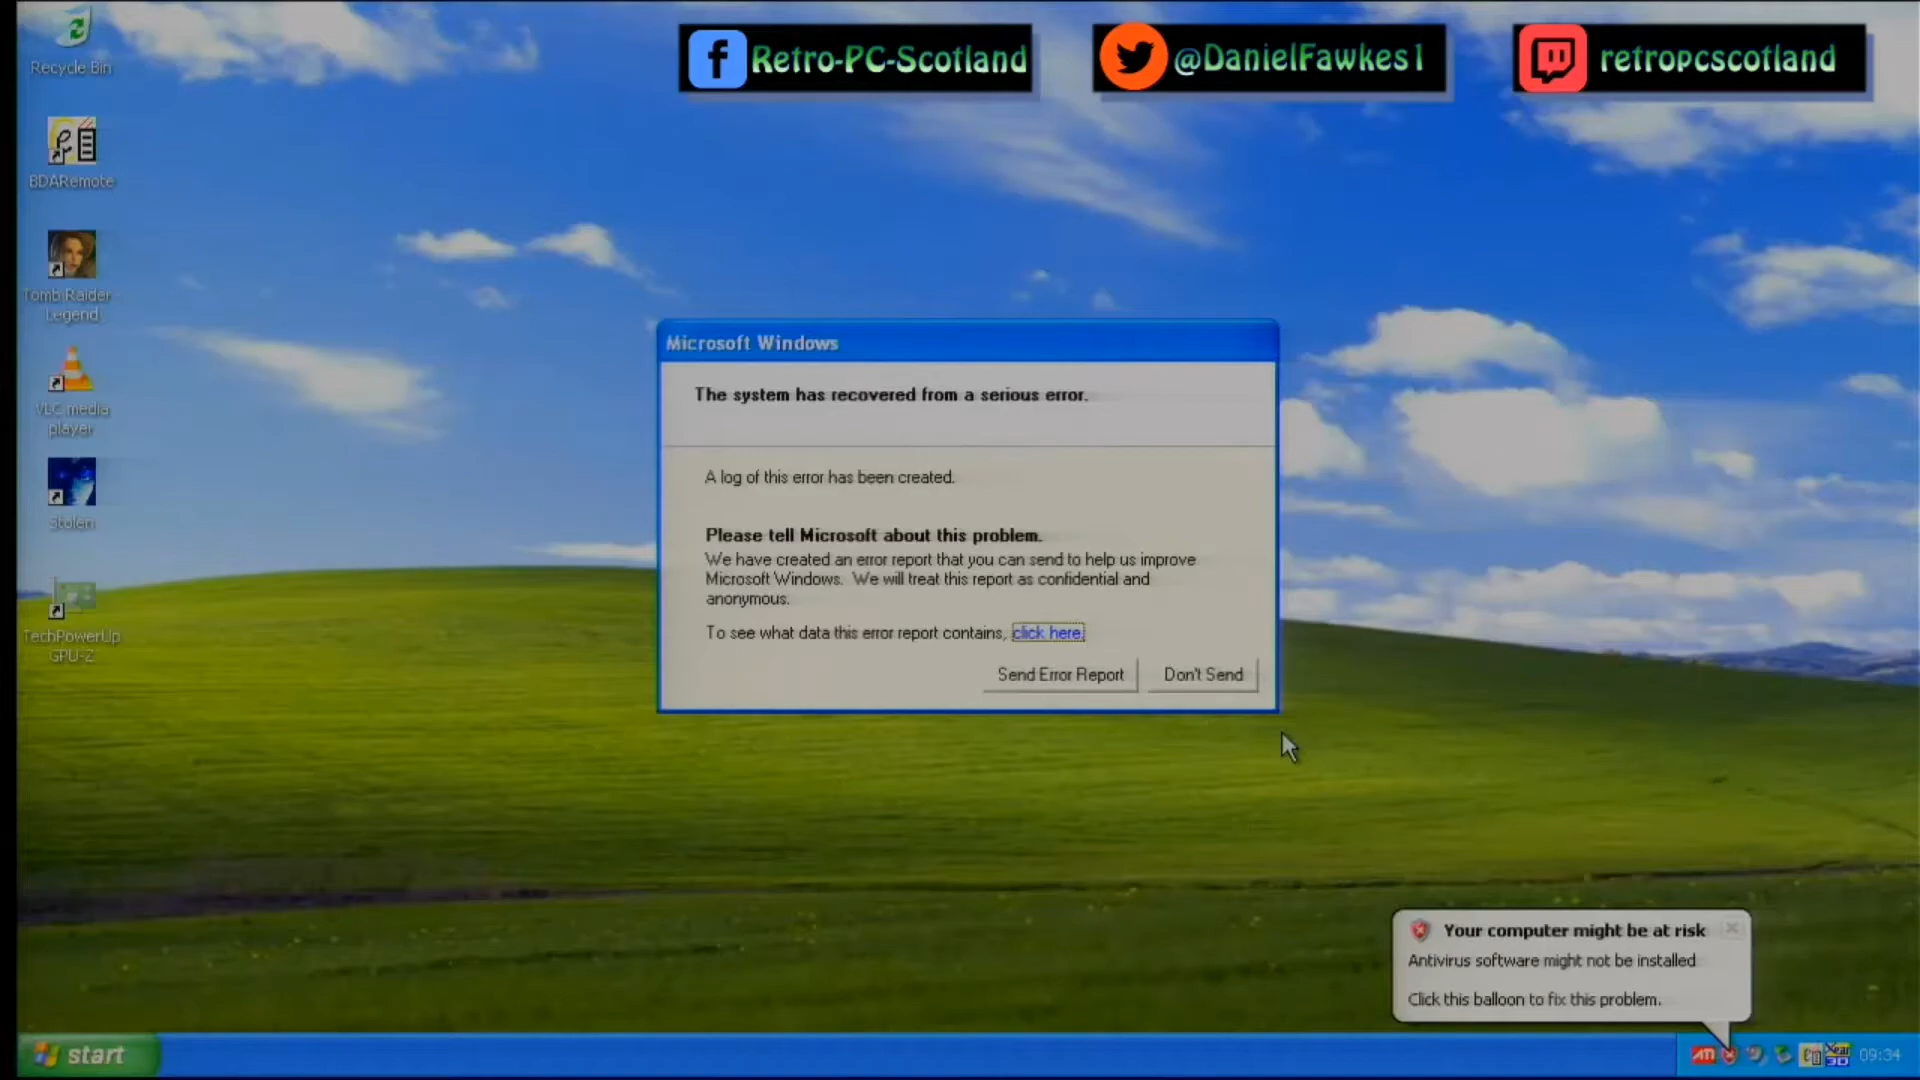 Recycle Bin
BDARemote
Tomb Raider -
Legend
VLC media
player
Stolen
TechPowerUp
GPU-Z
Retro-PC-Scotland
@DanielFawkes1
retropcscotland
Microsoft Windows
The system has recovered from a serious error.
A log of this error has been created.
Please tell Microsoft about this problem.
We have created an error report that you can send to help us improve
Microsoft Windows. We will treat this report as confidential and
anonymous.
To see what data this error report contains, click here.
Send Error Report
Don't Send
Your computer might be at risk
Antivirus software might not be installed
Click this balloon to fix this problem.
start
ATI
Xear
3D
09:34